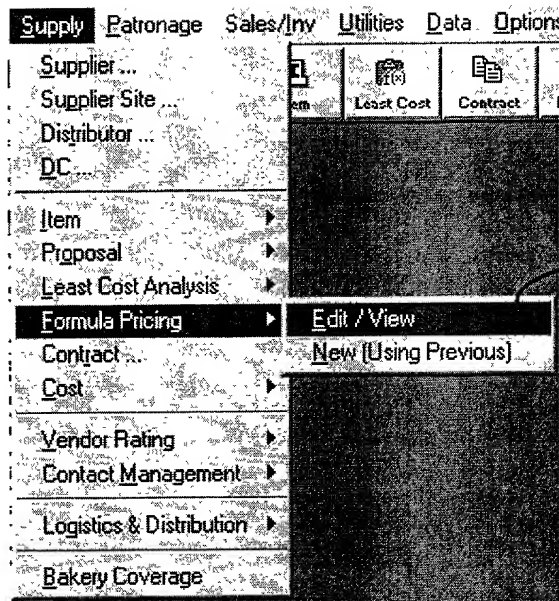 Supply Patronage Sales/Inv Utilities Data Options
Supplier ...
Supplier Site ...
Distributor ...
DC ...
em Least Cost Contract
Item
Proposal
Least Cost Analysis
Formula Pricing
Edit / View
New (Using Previous)
Contract ...
Cost
Vendor Rating
Contact Management
Logistics & Distribution
Bakery Coverage